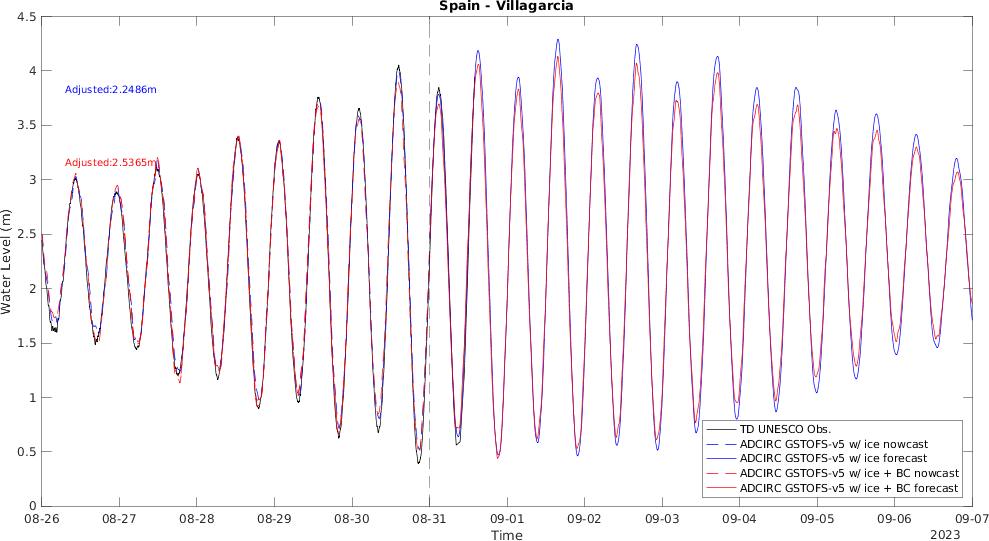 Spain - Villagarcia
Water Level (m)
4.5
4
3.5
3
2.5
2
1.5
1
0.5
0
Adjusted:2.2486m
Adjusted:2.5365m
TD UNESCO Obs.
ADCIRC GSTOFS-v5 w/ ice nowcast
ADCIRC GSTOFS-v5 w/ ice forecast
ADCIRC GSTOFS-v5 w/ ice + BC nowcast
ADCIRC GSTOFS-v5 w/ ice + BC forecast
08-26 08-27 08-28 08-29 08-30 08-31 09-01 09-02 09-03 09-04 09-05 09-06 09-07
Time
2023